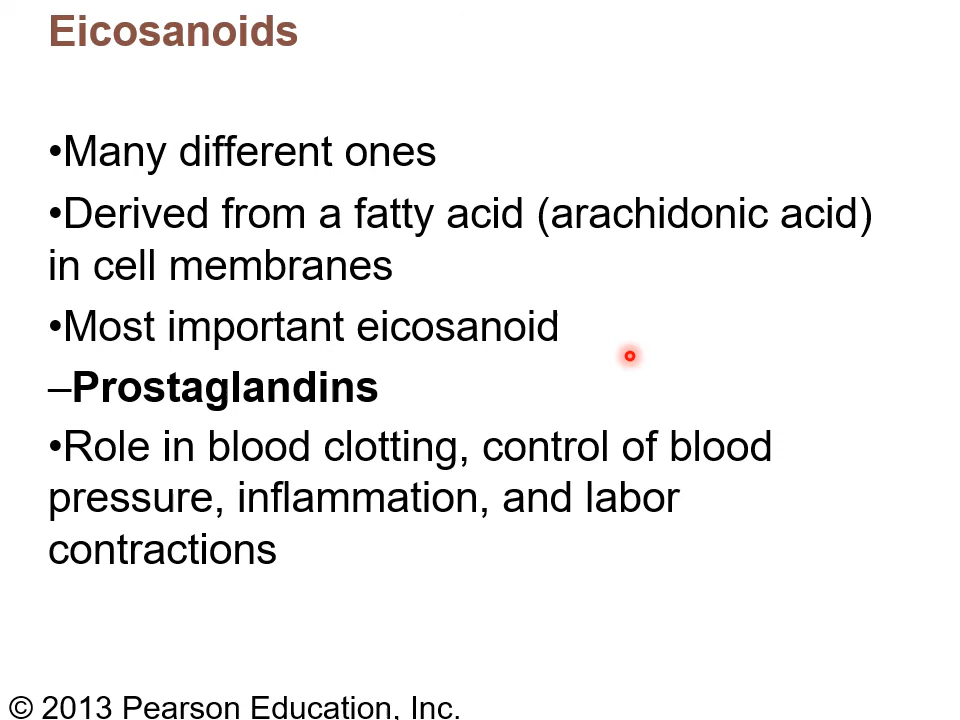 Eicosanoids
•Many different ones
•Derived from a fatty acid (arachidonic acid)
in cell membranes
•Most important eicosanoid
–Prostaglandins
•Role in blood clotting, control of blood
pressure, inflammation, and labor
contractions
© 2013 Pearson Education, Inc.